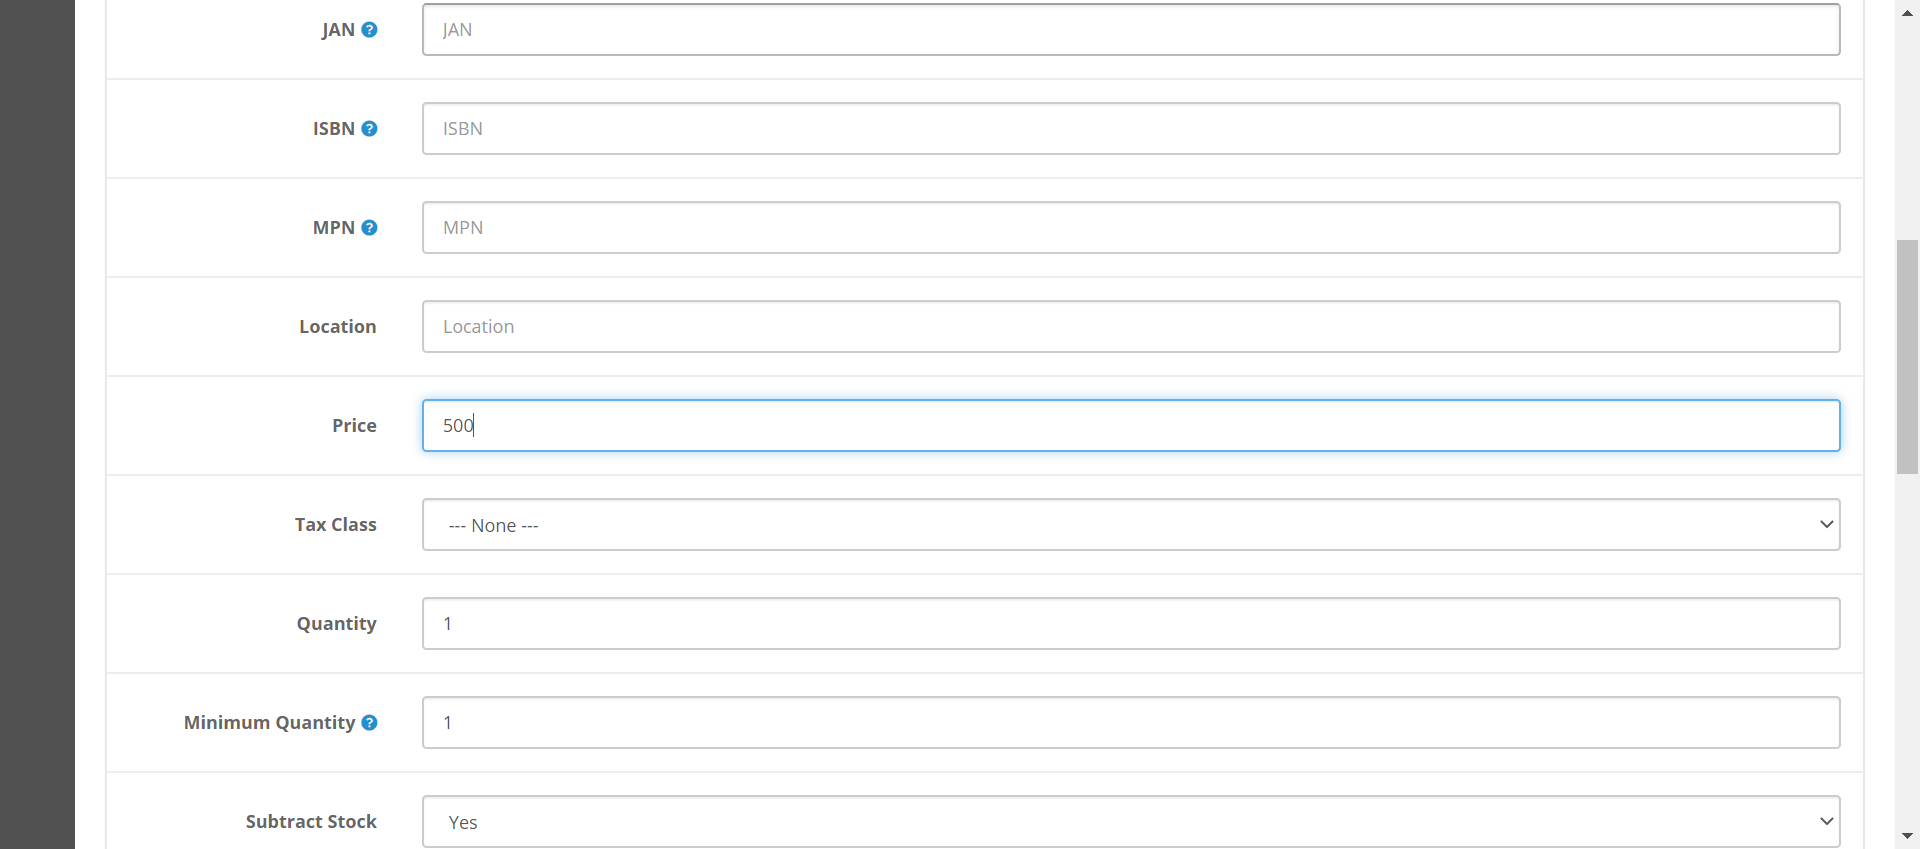 JAN ? JAN
ISBN ? ISBN
MPN ? MPN
Location Location
Price 500
Tax Class --- None ---
Quantity 1
Minimum Quantity ? 1
Subtract Stock Yes